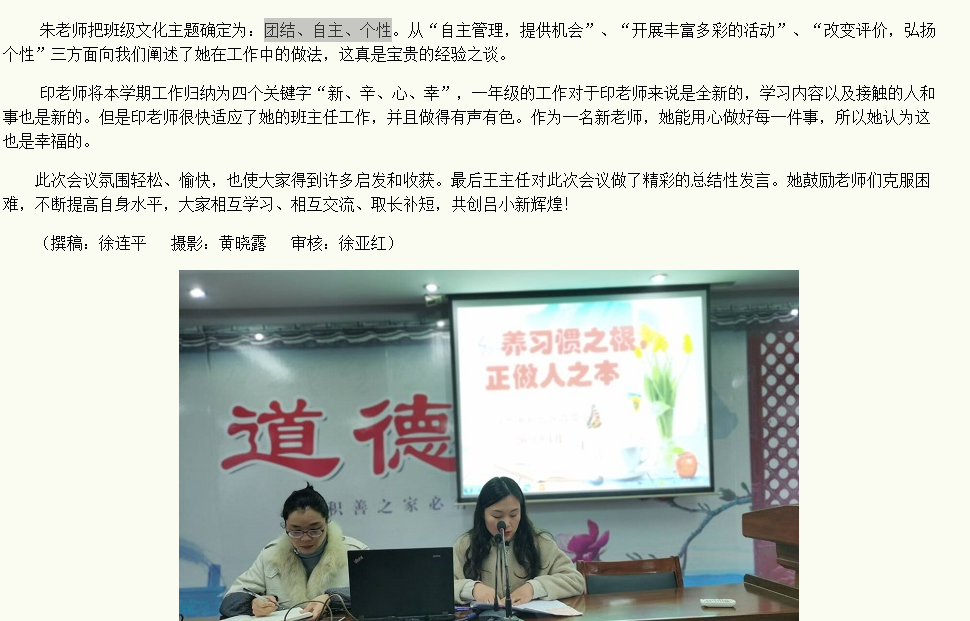 朱老师把班级文化主题确定为：团结、自主、个性。从“自主管理，提供机会”、“开展丰富多彩的活动”、“改变评价，弘扬
个性”三方面向我们阐述了她在工作中的做法，这真是宝贵的经验之谈。
印老师将本学期工作归纳为四个关键字“新、辛、心、幸”，一年级的工作对于印老师来说是全新的，学习内容以及接触的人和
事也是新的。但是印老师很快适应了她的班主任工作，并且做得有声有色。作为一名新老师，她能用心做好每一件事，所以她认为这
也是幸福的。
此次会议氛围轻松、愉快，也使大家得到许多启发和收获。最后王主任对此次会议做了精彩的总结性发言。她鼓励老师们克服困
难，不断提高自身水平，大家相互学习、相互交流、取长补短，共创吕小新辉煌！
（撰稿：徐连平 摄影：黄晓露 审核：徐亚红）
养习惯之根，
正做人之本
道德
积善之家必